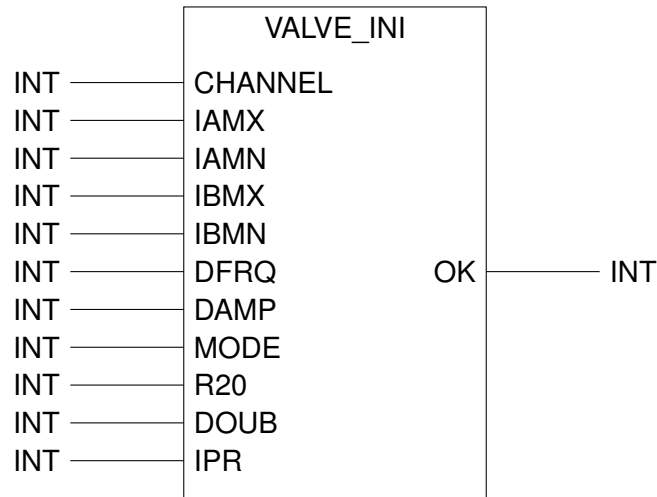 VALVE_INI
INT CHANNEL
INT IAMX
INT IAMN
INT IBMX
INT IBMN
INT DFRQ OK INT
INT DAMP
INT MODE
INT R20
INT DOUB
INT IPR